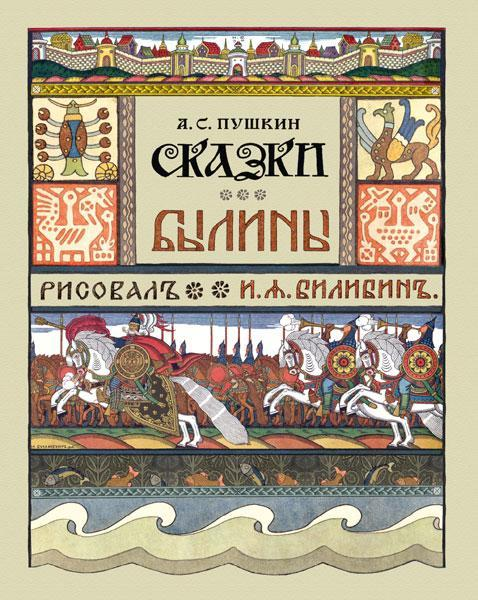 А. С. ПУШКИН
СКАЗКИ
БЫЛИНЫ
РИСОВАЛЪ И. Я. БИЛИБИНЪ.